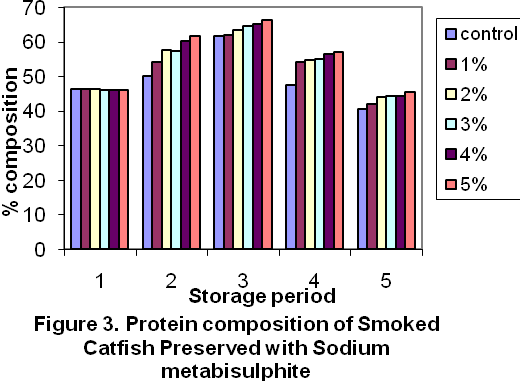 70
60
50
40
30
20
10
0
% composition
1 2 3 4 5
Storage period
control
1%
2%
3%
4%
5%
Figure 3. Protein composition of Smoked
Catfish Preserved with Sodium
metabisulphite